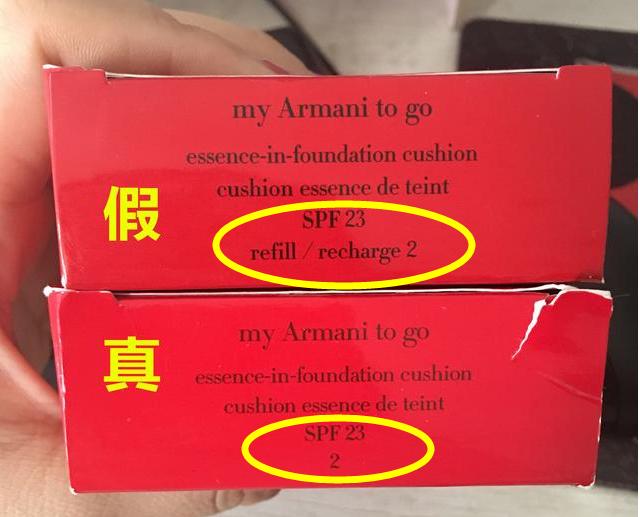 my Armani to go
essence-in-foundation cushion
cushion essence de teint
假
SPF 23
refill / recharge 2
my Armani to go
真
essence-in-foundation cushion
cushion essence de teint
SPF 23
2